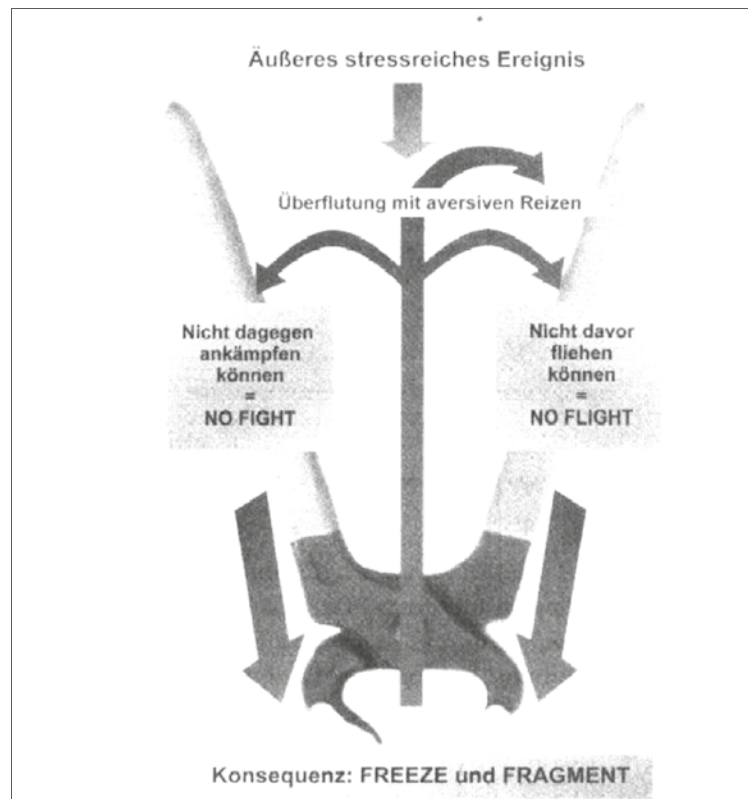 Äußeres stressreiches Ereignis
Überflutung mit aversiven Reizen
Nicht dagegen
ankämpfen
können
=
NO FIGHT
Nicht davor
fliehen
können
=
NO FLIGHT
Konsequenz: FREEZE und FRAGMENT